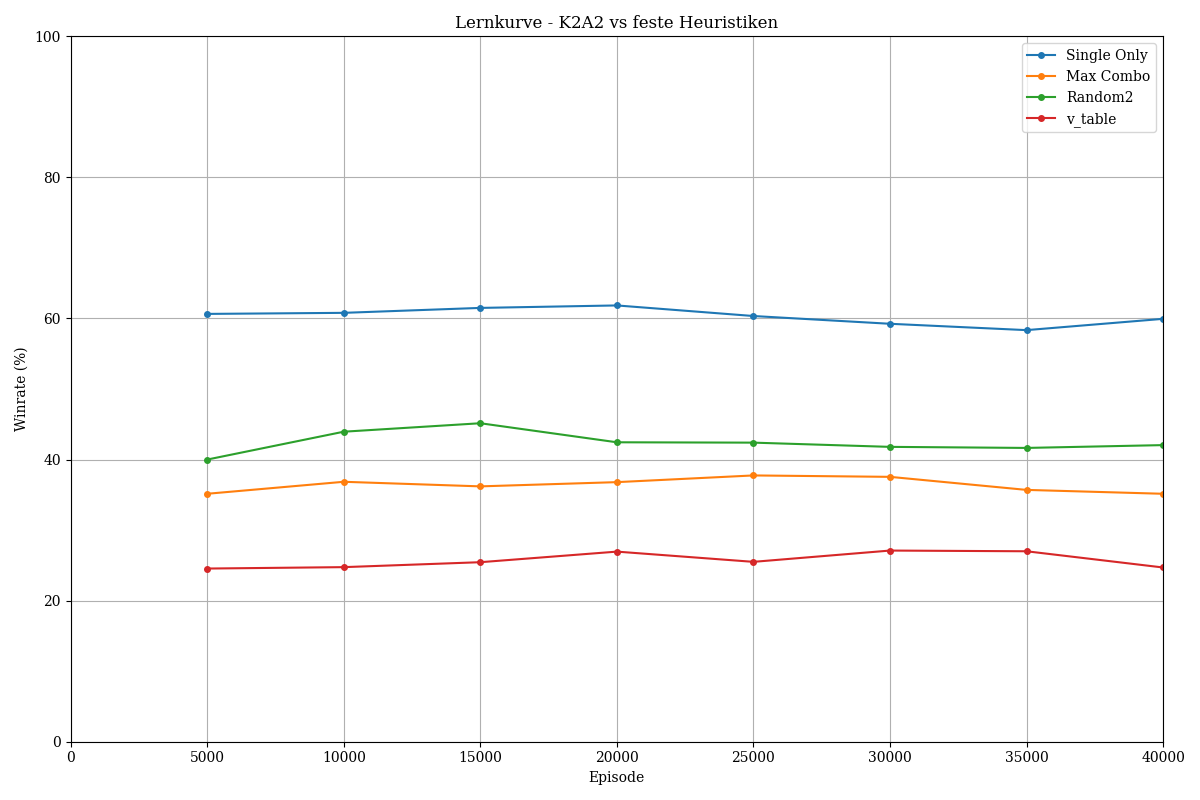 Lernkurve - K2A2 vs feste Heuristiken
100
80
60
40
20
0
Winrate (%)
Single Only
Max Combo
Random2
v_table
0 5000 10000 15000 20000 25000 30000 35000 40000
Episode